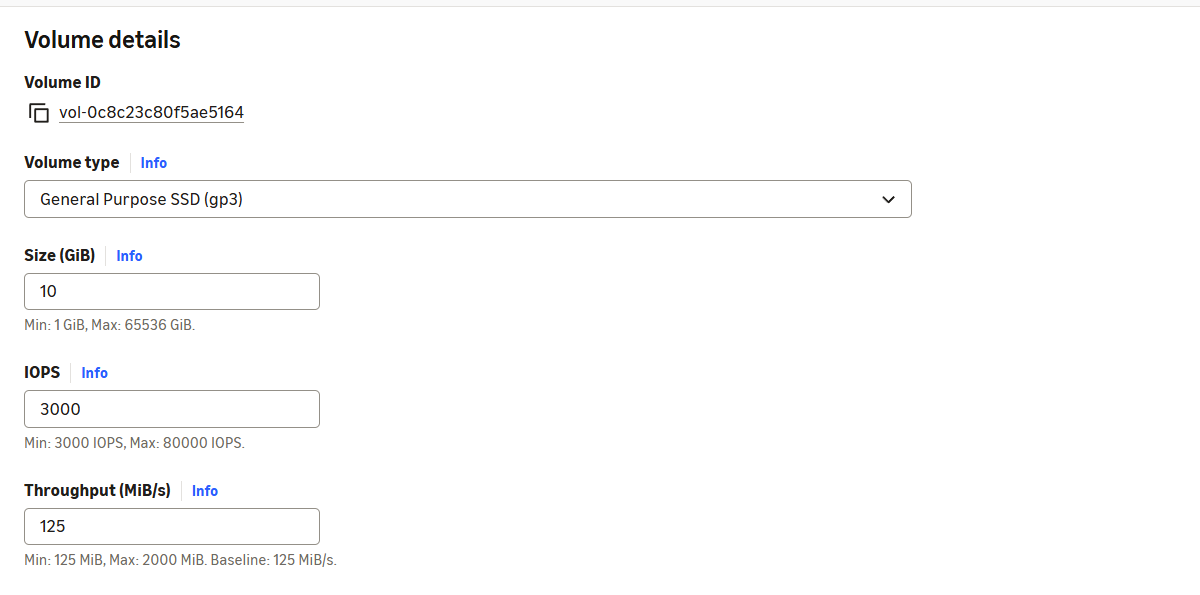 Volume details
Volume ID
vol-0c8c23c80f5ae5164
Volume type Info
General Purpose SSD (gp3)
Size (GiB) Info
10
Min: 1 GiB, Max: 65536 GiB.
IOPS Info
3000
Min: 3000 IOPS, Max: 80000 IOPS.
Throughput (MiB/s) Info
125
Min: 125 MiB, Max: 2000 MiB. Baseline: 125 MiB/s.